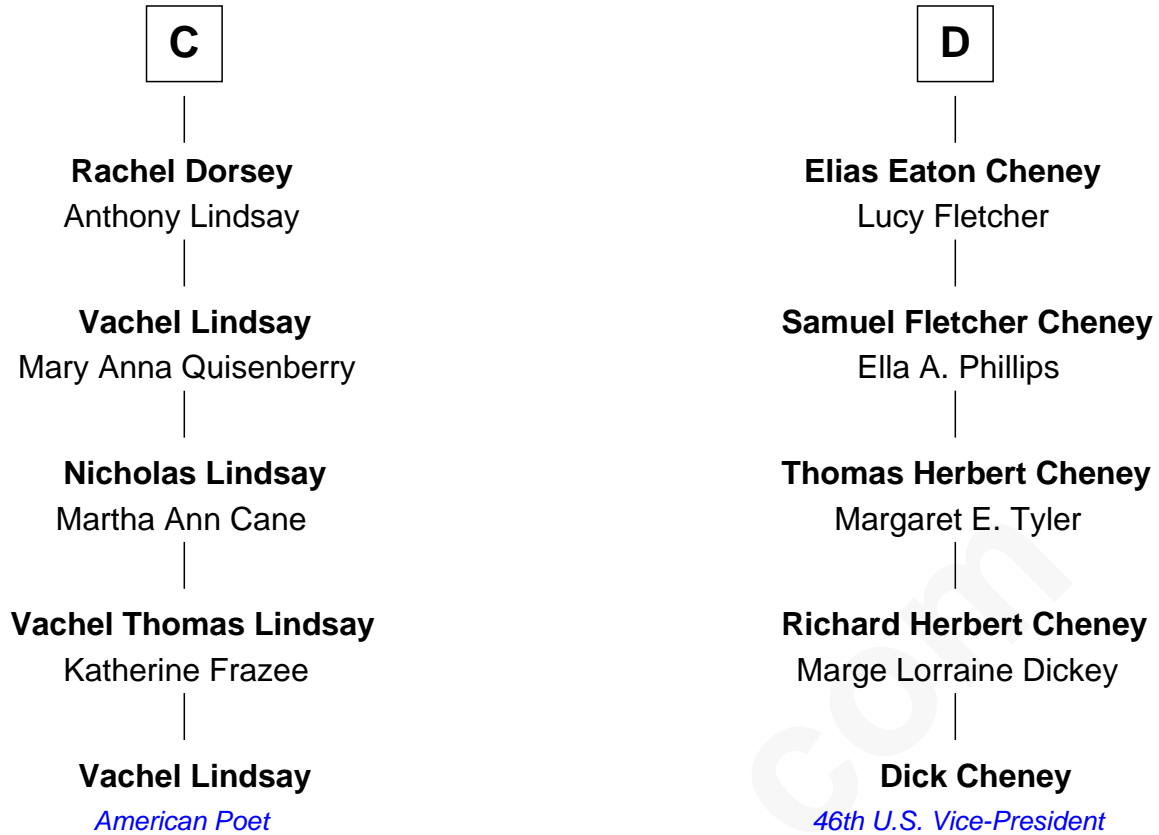 C
Rachel Dorsey
Anthony Lindsay
Vachel Lindsay
Mary Anna Quisenberry
Nicholas Lindsay
Martha Ann Cane
Vachel Thomas Lindsay
Katherine Frazee
Vachel Lindsay
American Poet
D
Elias Eaton Cheney
Lucy Fletcher
Samuel Fletcher Cheney
Ella A. Phillips
Thomas Herbert Cheney
Margaret E. Tyler
Richard Herbert Cheney
Marge Lorraine Dickey
Dick Cheney
46th U.S. Vice-President
com